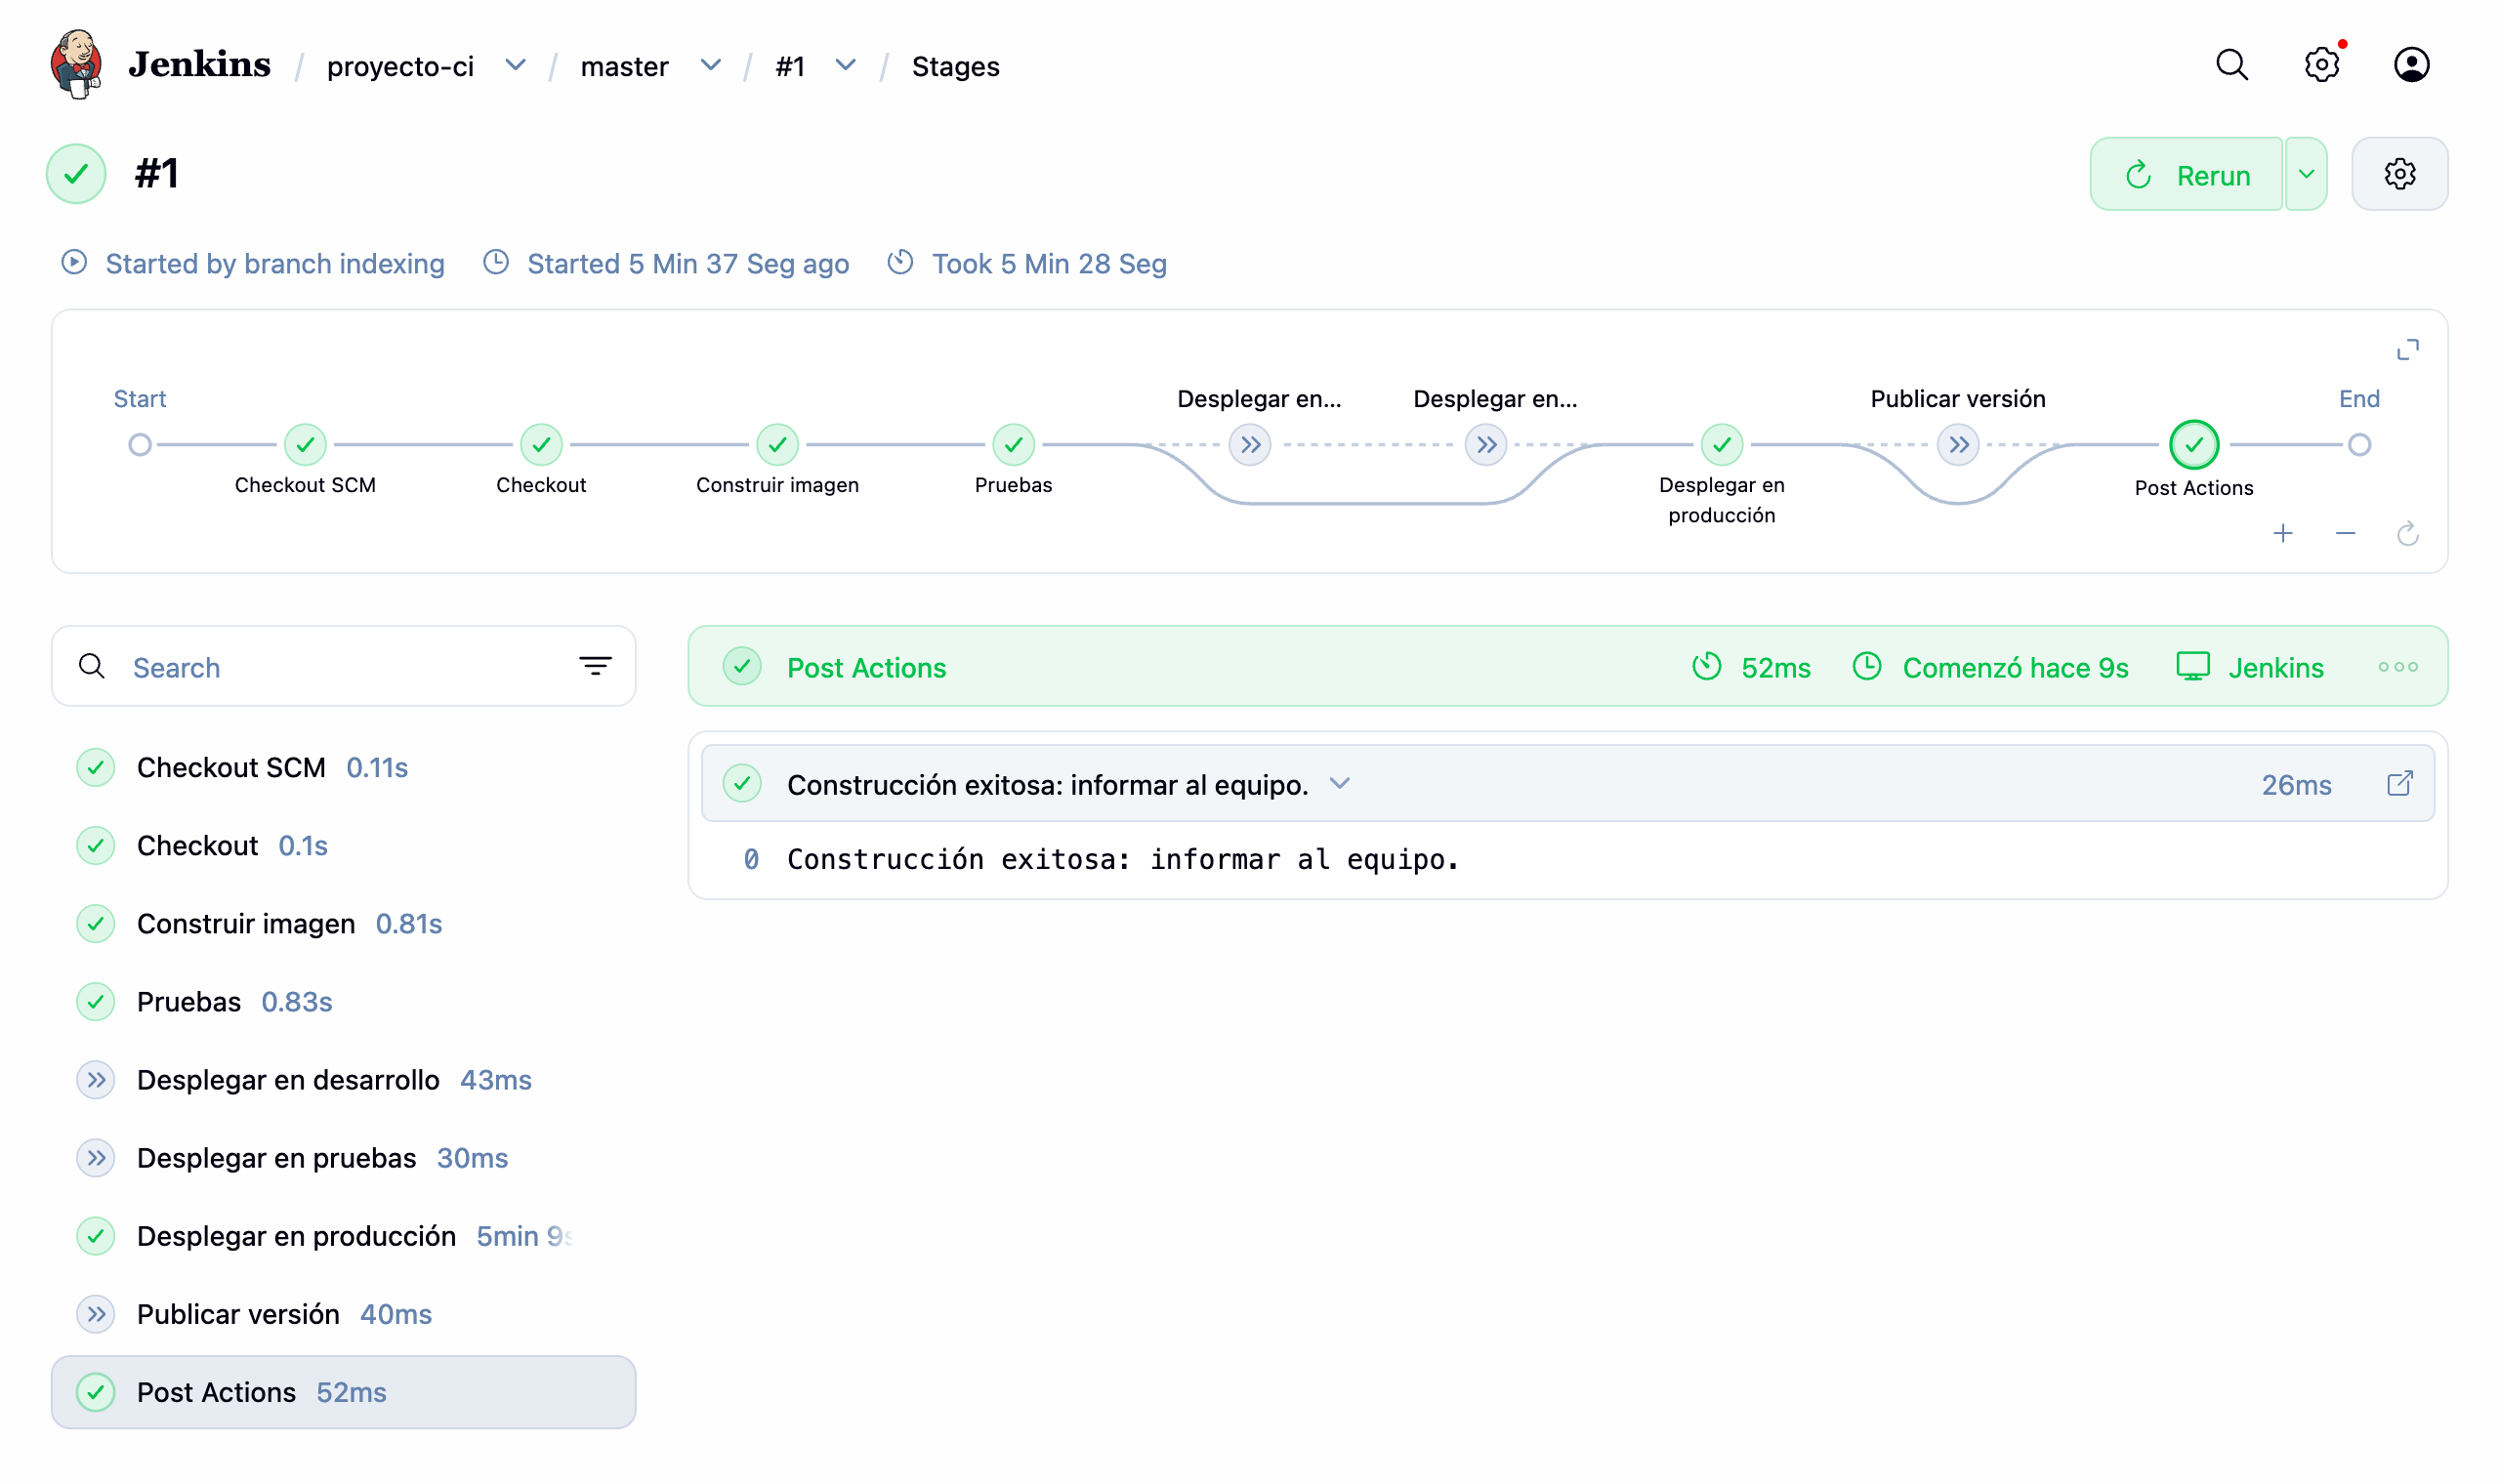 Jenkins / proyecto-ci / master / #1 / Stages
#1
Rerun
Started by branch indexing Started 5 Min 37 Seg ago Took 5 Min 28 Seg
Start
Desplegar en...
Desplegar en...
Publicar versión
End
Checkout SCM
Checkout
Construir imagen
Pruebas
Desplegar en
producción
Post Actions
Search
Checkout SCM 0.11s
Checkout 0.1s
Construir imagen 0.81s
Pruebas 0.83s
Desplegar en desarrollo 43ms
Desplegar en pruebas 30ms
Desplegar en producción 5min 9s
Publicar versión 40ms
Post Actions 52ms
Post Actions 52ms Comenzó hace 9s Jenkins
Construcción exitosa: informar al equipo. 26ms
0 Construcción exitosa: informar al equipo.